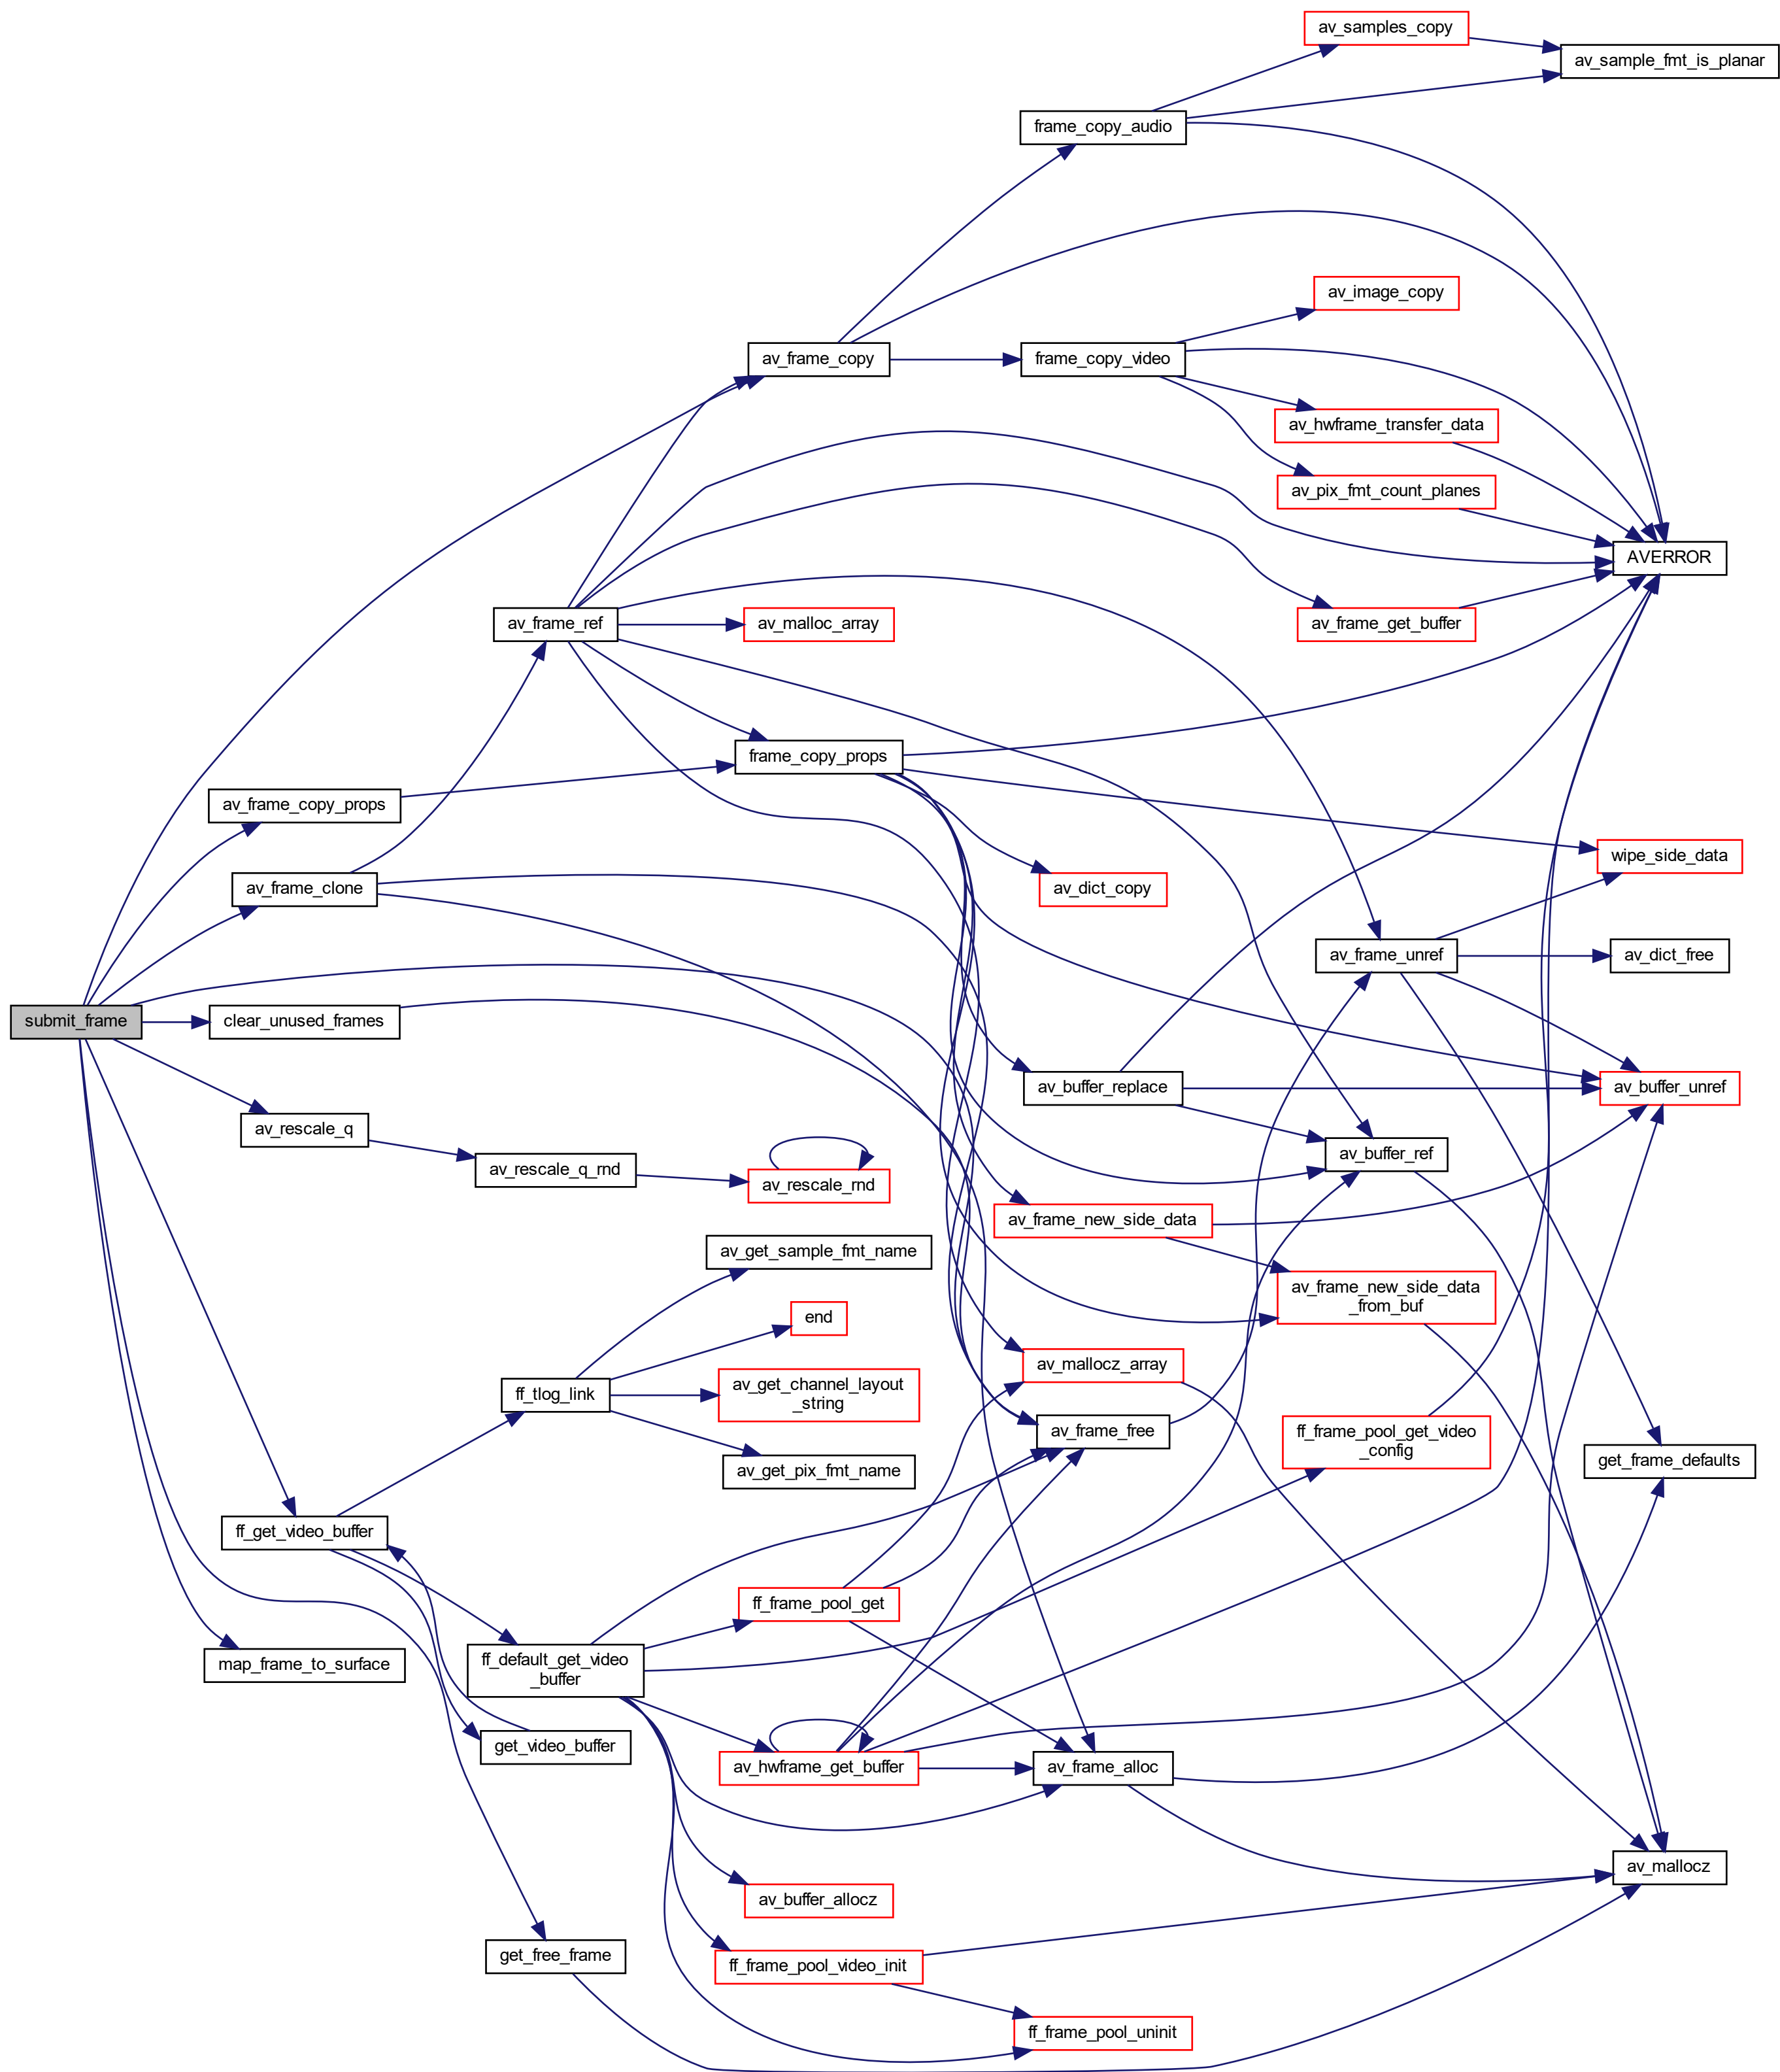 av_samples_copy
av_sample_fmt_is_planar
frame_copy_audio
av_image_copy
av_frame_copy
frame_copy_video
av_hwframe_transfer_data
av_pix_fmt_count_planes
AVERROR
av_frame_ref
av_malloc_array
av_frame_get_buffer
frame_copy_props
av_frame_copy_props
wipe_side_data
av_frame_clone
av_dict_copy
av_frame_unref
av_dict_free
submit_frame
clear_unused_frames
av_buffer_replace
av_buffer_unref
av_rescale_q
av_buffer_ref
av_rescale_q_rnd
av_rescale_rnd
av_frame_new_side_data
av_get_sample_fmt_name
av_frame_new_side_data
_from_buf
end
av_mallocz_array
ff_tlog_link
av_get_channel_layout
_string
av_frame_free
ff_frame_pool_get_video
_config
get_frame_defaults
av_get_pix_fmt_name
ff_get_video_buffer
ff_frame_pool_get
map_frame_to_surface
ff_default_get_video
_buffer
get_video_buffer
av_hwframe_get_buffer
av_frame_alloc
av_mallocz
av_buffer_allocz
get_free_frame
ff_frame_pool_video_init
ff_frame_pool_uninit